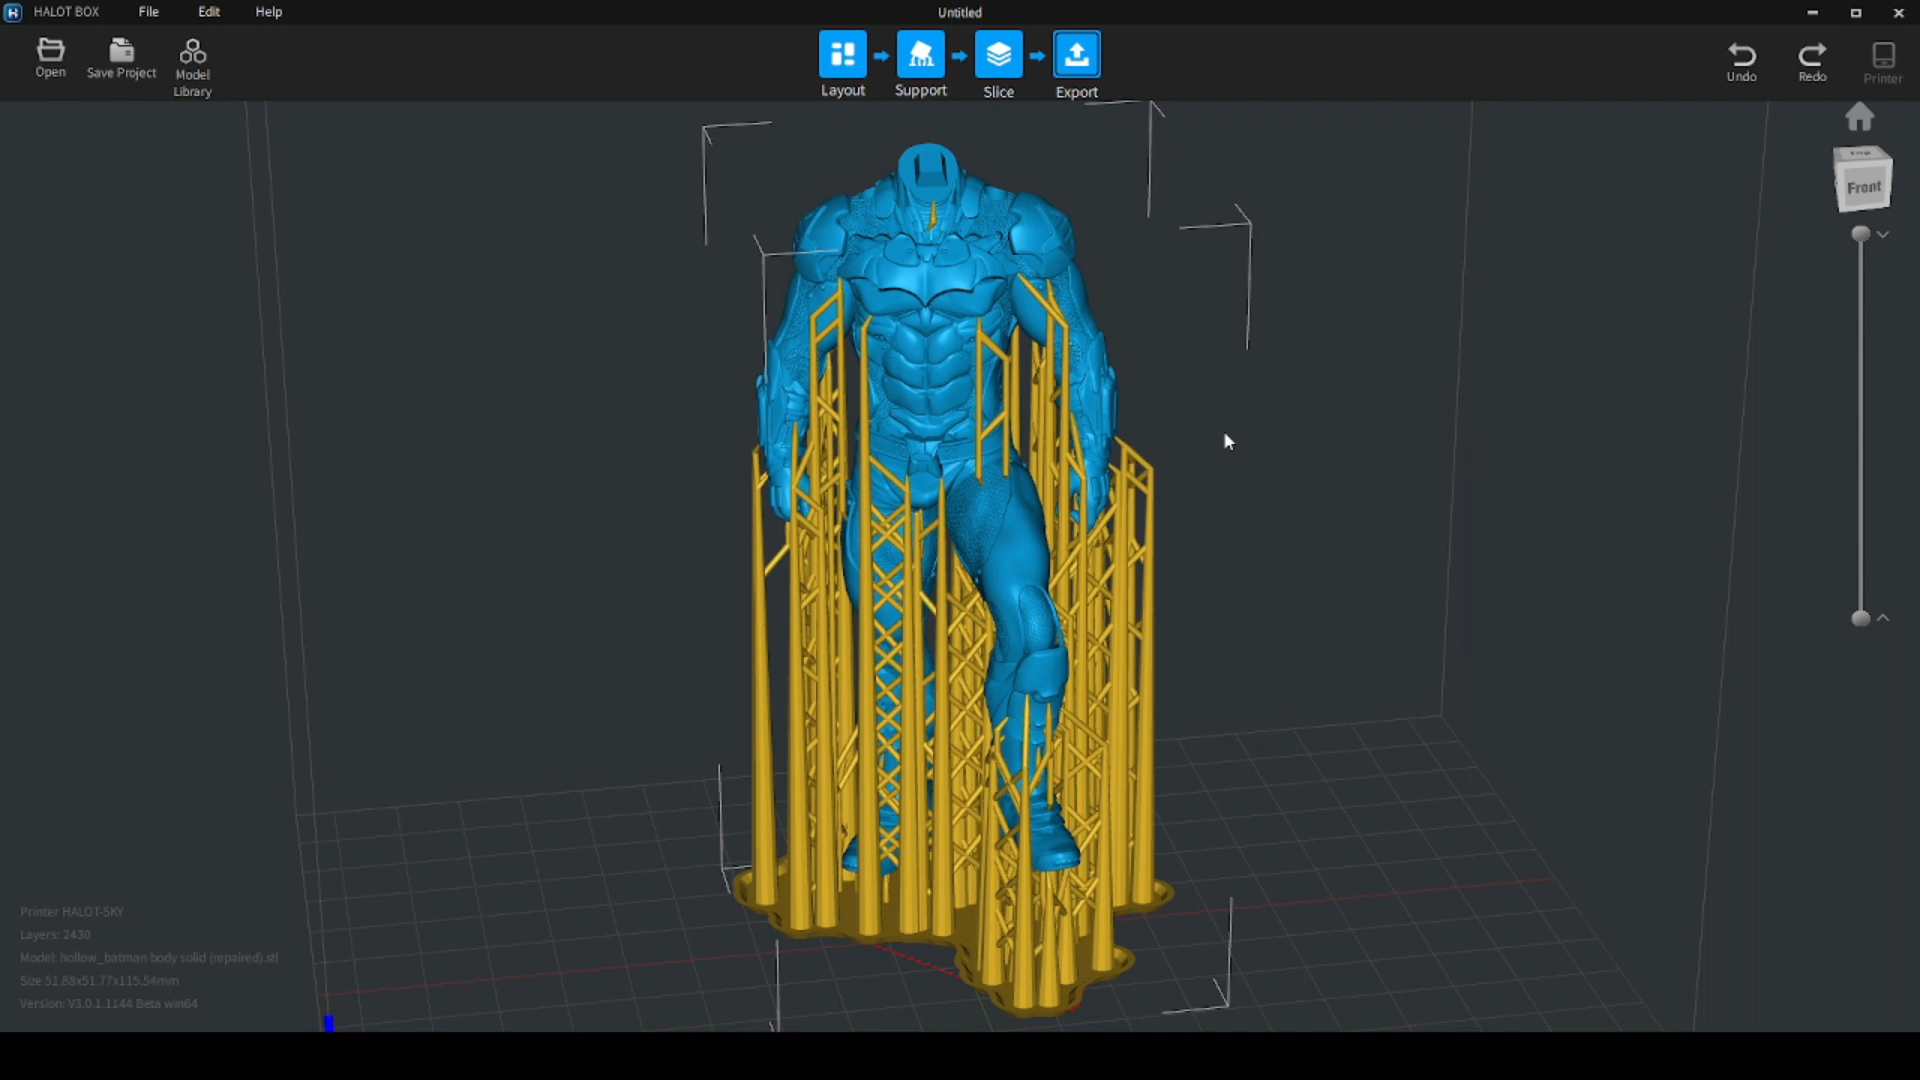 HALOT BOX File Edit Help Untitled
Open Save Project Model Library Layout Support Slice Export Undo Redo Printer
Top
Front
Printer HALOT-SKY
Layers: 2430
Model: hollow_batman body solid (repaired).stl
Size 51.88x51.77x115.54mm
Version: V3.0.1.1144 Beta win64